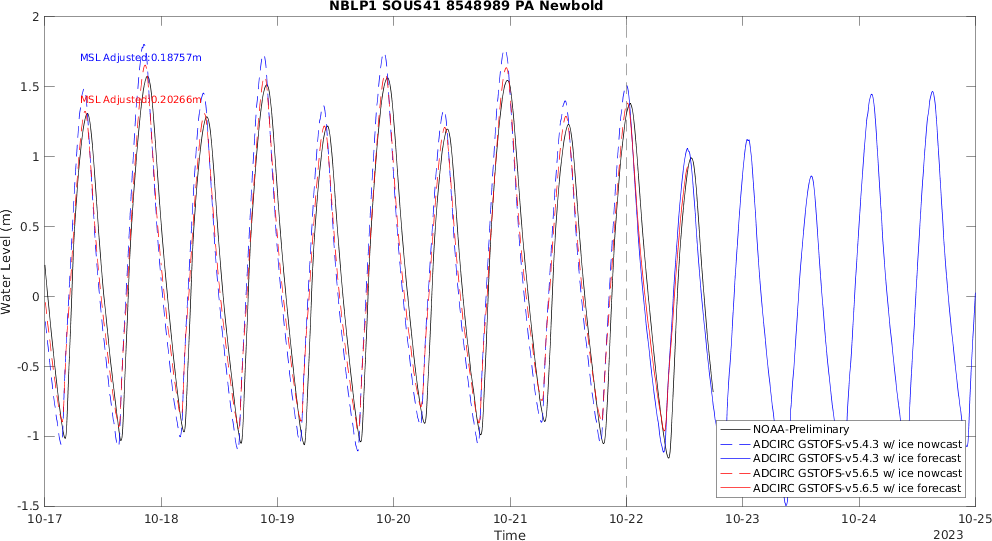 NBLP1 SOUS41 8548989 PA Newbold
2
1.5
1
0.5
0
-0.5
-1
-1.5
Water Level (m)
MSL Adjusted:0.18757m
MSL Adjusted:0.20266m
NOAA-Preliminary
ADCIRC GSTOFS-v5.4.3 w/ ice nowcast
ADCIRC GSTOFS-v5.4.3 w/ ice forecast
ADCIRC GSTOFS-v5.6.5 w/ ice nowcast
ADCIRC GSTOFS-v5.6.5 w/ ice forecast
10-17 10-18 10-19 10-20 10-21 10-22 10-23 10-24 10-25
Time
2023